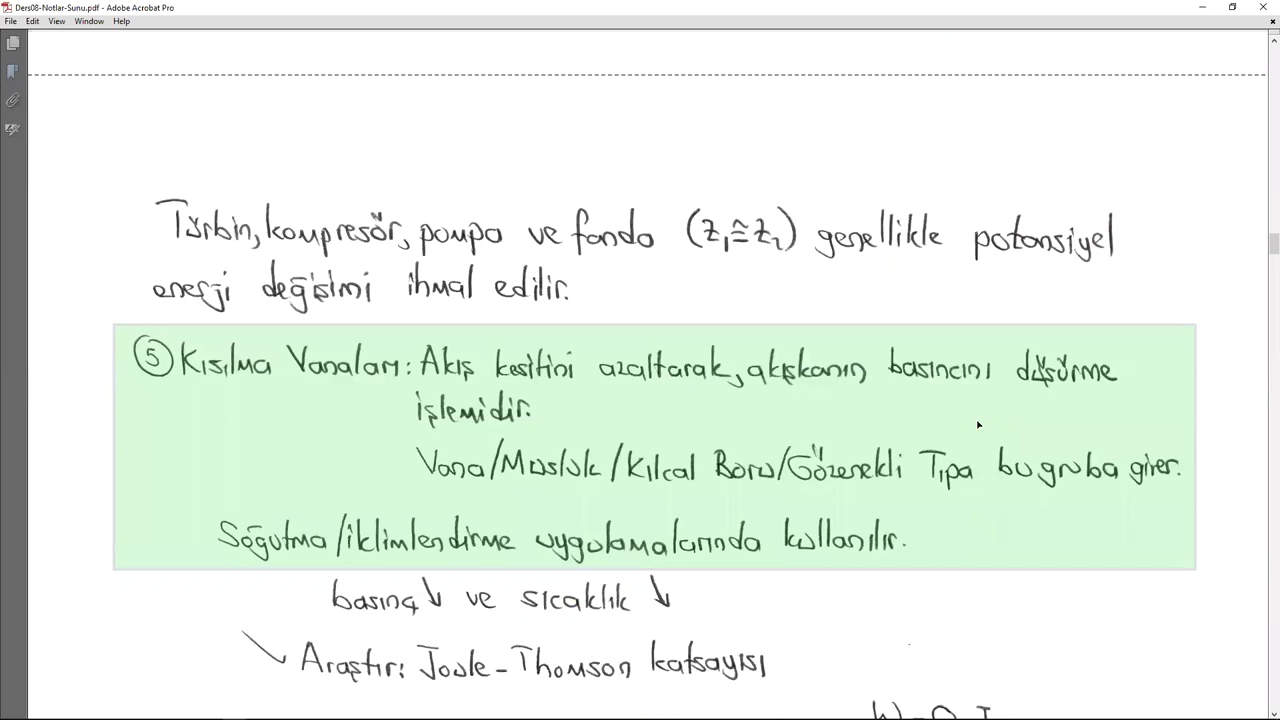 Ders08-Notlar-Sunu.pdf - Adobe Acrobat Pro
File Edit View Window Help
Türbin, kompresör, pompa ve fanda (z₁≅z₂) genellikle potansiyel
enerji değişimi ihmal edilir.
⑤ Kısılma Vanaları: Akış kesitini azaltarak, akışkanın basıncını düşürme
işlemidir.
Vana/Musluk/Kılcal Boru/Gözenekli Tıpa bu gruba girer.
Soğutma/iklimlendirme uygulamalarında kullanılır.
basınç↓ ve sıcaklık ↓
Araştır: Joule-Thomson katsayısı